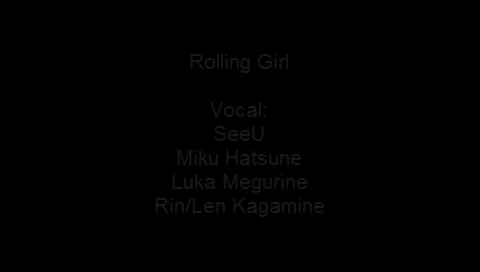 Rolling Girl
Vocal:
SeeU
Miku Hatsune
Luka Megurine
Rin/Len Kagamine